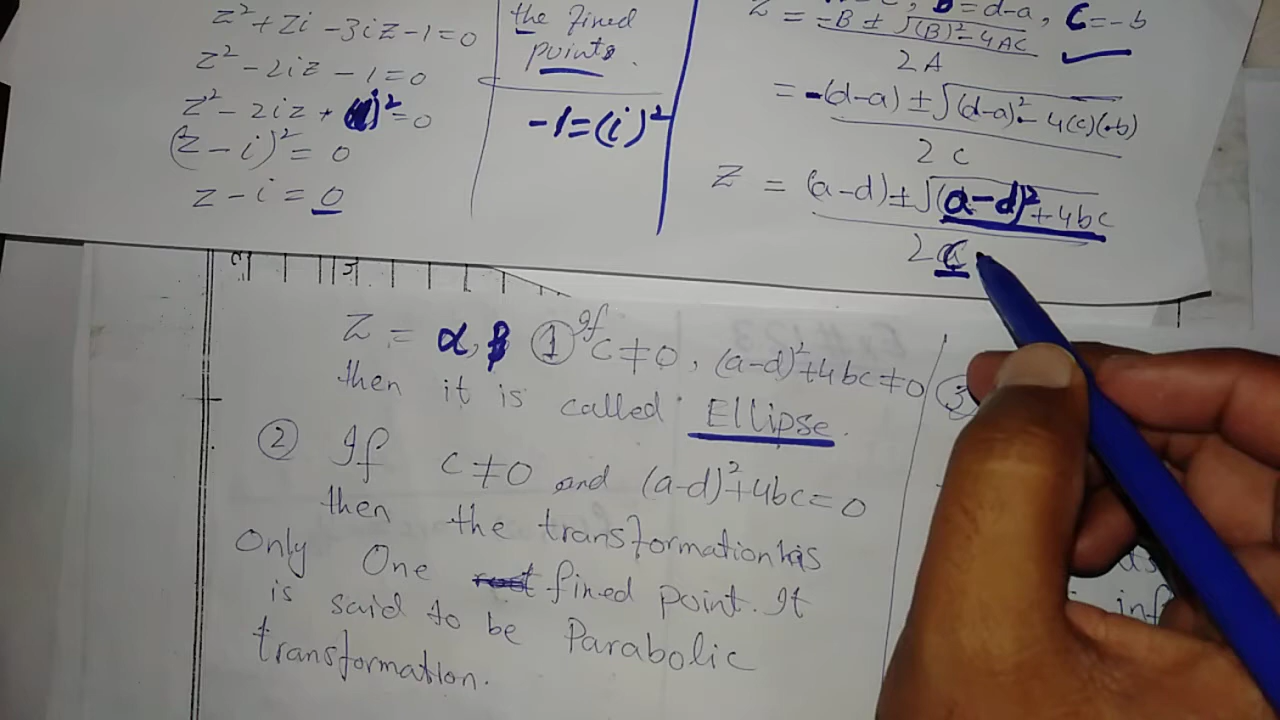 z² + zi - 3iz - 1 = 0
z² - 2iz - 1 = 0
z² - 2iz + (i)² = 0
(z - i)² = 0
z - i = 0
the fined
points.
-1 = (i)²
B = d-a, C = -b
z = -B ± √(B)² - 4AC
2A
= -(d-a) ± √(d-a)² - 4(c)(-b)
2c
z = (a-d) ± √(a-d)² + 4bc
2c
z = α, β ① If c ≠ 0, (a-d)² + 4bc ≠ 0
then it is called Ellipse.
② If c ≠ 0 and (a-d)² + 4bc = 0
then the transformation has
Only One fined point. It
is said to be Parabolic
transformation.
③